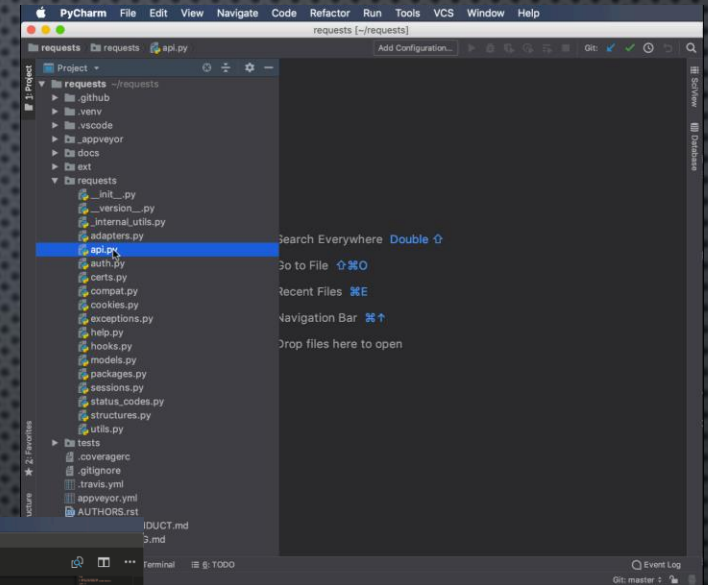 PyCharm File Edit View Navigate Code Refactor Run Tools VCS Window Help
requests [~/requests]
requests requests api.py Add Configuration... Git:
Project
requests ~/requests
.github
.venv
.vscode
_appveyor
docs
ext
requests
__init__.py
__version__.py
_internal_utils.py
adapters.py
api.py
auth.py
certs.py
compat.py
cookies.py
exceptions.py
help.py
hooks.py
models.py
packages.py
sessions.py
status_codes.py
structures.py
utils.py
tests
.coveragerc
.gitignore
.travis.yml
appveyor.yml
AUTHORS.rst
DUCT.md
G.md
1: Project
2: Favorites
ucture
Search Everywhere Double ⇧
Go to File ⇧⌘O
Recent Files ⌘E
Navigation Bar ⌘↑
Drop files here to open
SciView
Database
Terminal 6: TODO Event Log
Git: master